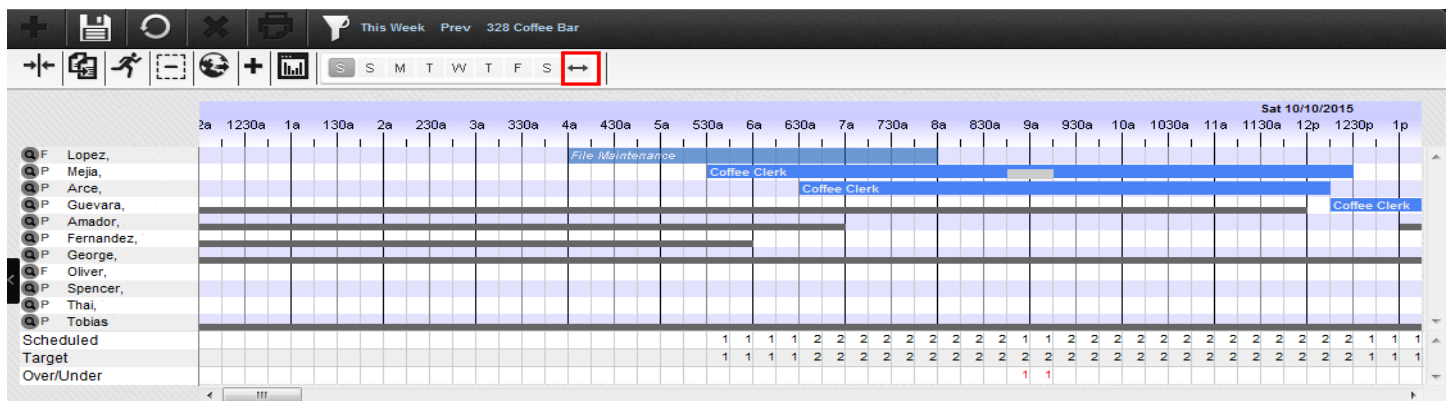 This Week Prev 328 Coffee Bar
S S M T W T F S
Sat 10/10/2015
2a 1230a 1a 130a 2a 230a 3a 330a 4a 430a 5a 530a 6a 630a 7a 730a 8a 830a 9a 930a 10a 1030a 11a 1130a 12p 1230p 1p
F Lopez, File Maintenance
P Mejia, Coffee Clerk
P Arce, Coffee Clerk
P Guevara, Coffee Clerk
P Amador,
P Fernandez,
P George,
F Oliver,
P Spencer,
P Thai,
P Tobias
Scheduled 1 1 1 1 2 2 2 2 2 2 2 2 2 1 1 2 2 2 2 2 2 2 2 2 2 2 2 2 1 1 1
Target 1 1 1 1 2 2 2 2 2 2 2 2 2 2 2 2 2 2 2 2 2 2 2 2 2 2 2 2 1 1 1
Over/Under 1 1